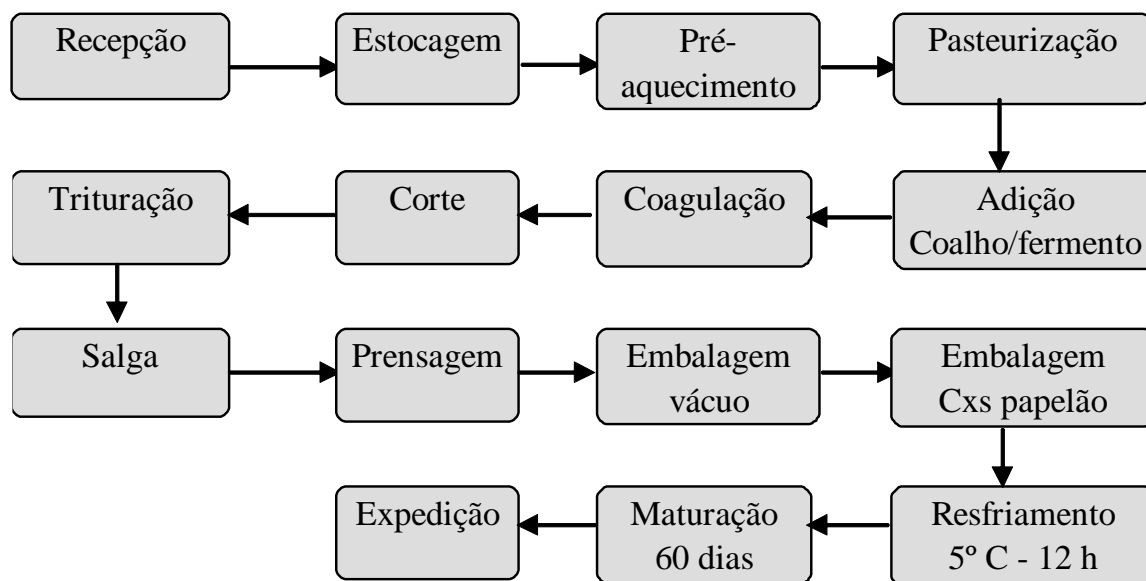 Recepção
Estocagem
Pré-
aquecimento
Pasteurização
Adição
Coalho/fermento
Coagulação
Corte
Trituração
Salga
Prensagem
Embalagem
vácuo
Embalagem
Cxs papelão
Resfriamento
5º C - 12 h
Maturação
60 dias
Expedição